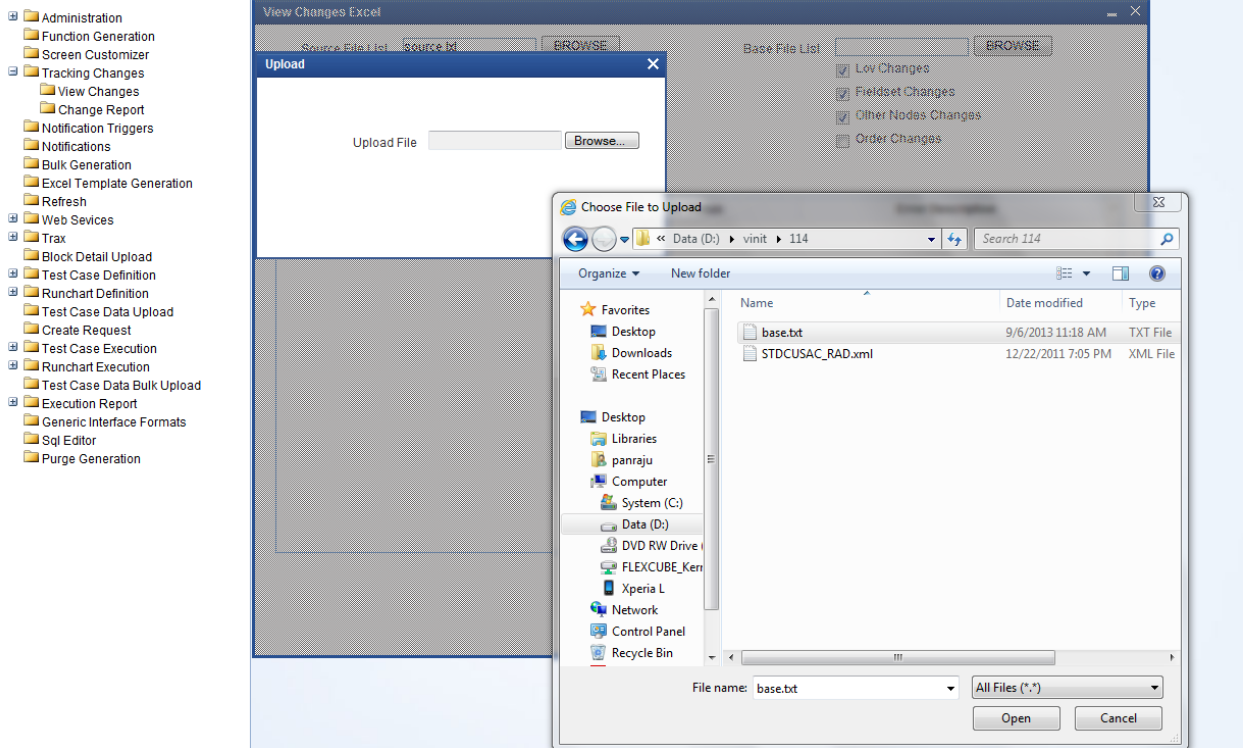 Administration
Function Generation
Screen Customizer
Tracking Changes
View Changes
Change Report
Notification Triggers
Notifications
Bulk Generation
Excel Template Generation
Refresh
Web Sevices
Trax
Block Detail Upload
Test Case Definition
Runchart Definition
Test Case Data Upload
Create Request
Test Case Execution
Runchart Execution
Test Case Data Bulk Upload
Execution Report
Generic Interface Formats
Sql Editor
Purge Generation
View Changes Excel
Source File List source.txt BROWSE
Base File List BROWSE
Lov Changes
Fieldset Changes
Other Nodes Changes
Order Changes
Upload
Upload File Browse...
Error Description
Choose File to Upload
« Data (D:) vinit 114 Search 114
Organize New folder
Name Date modified Type
base.txt 9/6/2013 11:18 AM TXT File
STDCUSAC_RAD.xml 12/22/2011 7:05 PM XML File
Favorites
Desktop
Downloads
Recent Places
Desktop
Libraries
panraju
Computer
System (C:)
Data (D:)
DVD RW Drive (
FLEXCUBE_Kern
Xperia L
Network
Control Panel
Recycle Bin
File name: base.txt All Files (*.*)
Open Cancel